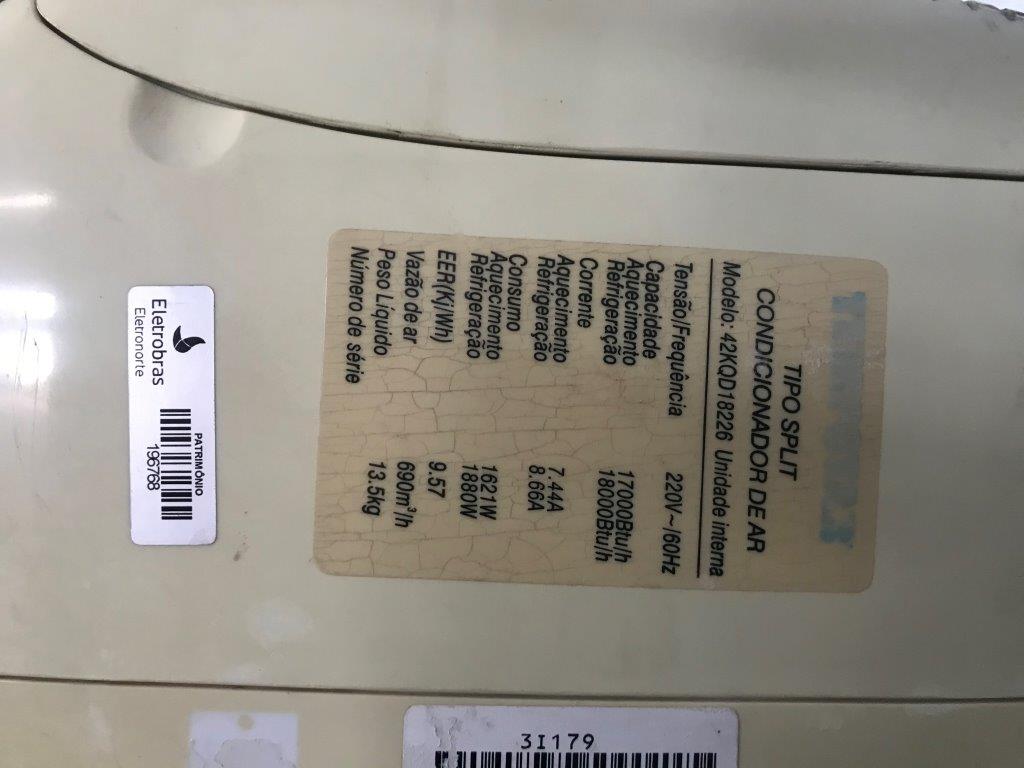 TIPO SPLIT
CONDICIONADOR DE AR
Modelo: 42KQD18226 Unidade interna
Tensão/Frequência 220V~/60Hz
Capacidade
Aquecimento 17000Btu/h
Refrigeração 18000Btu/h
Corrente
Aquecimento 7.44A
Refrigeração 8.66A
Consumo
Aquecimento 1621W
Refrigeração 1880W
EER(Kj/Wh) 9.57
Vazão de ar 690m³/h
Peso Líquido 13.5kg
Número de série
Eletrobras
Eletronorte
PATRIMÔNIO
196768
3I179